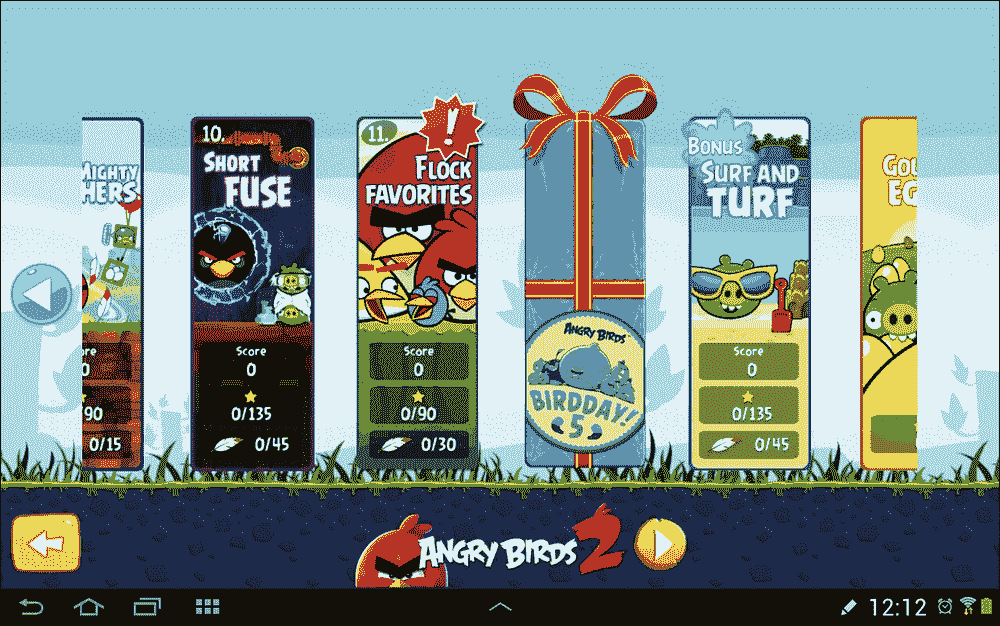 MIGHTY
HERS
re
0
90
0/15
10.
SHORT
FUSE
Score
0
0/135
0/45
11.
!
FLOCK
FAVORITES
Score
0
0/90
0/30
ANGRY BIRDS
BIRDDAY!
5
BONUS
SURF AND
TURF
Score
0
0/135
0/45
GOL
EG
ANGRY BIRDS 2
12:12